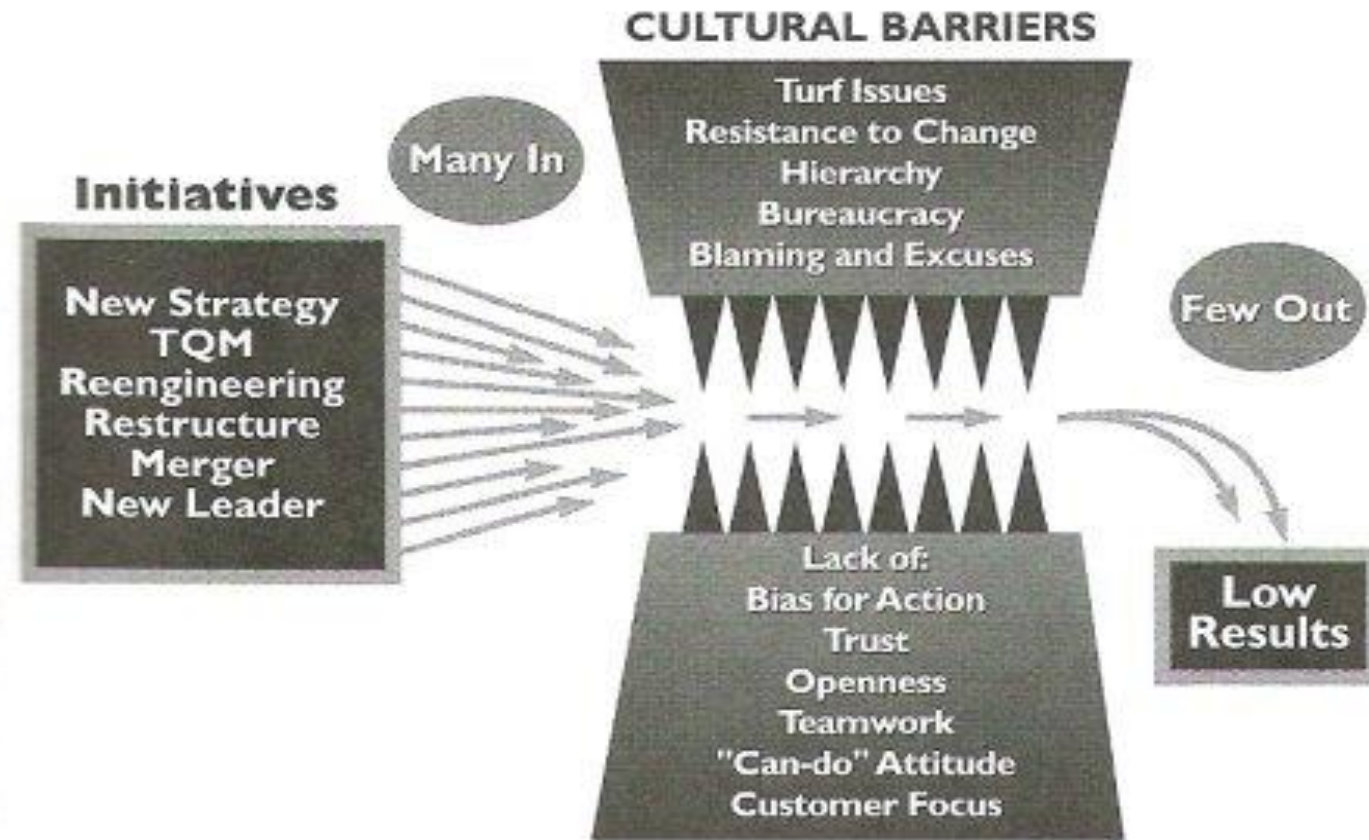 CULTURAL BARRIERS
Turf Issues
Resistance to Change
Hierarchy
Bureaucracy
Blaming and Excuses
Many In
Initiatives
New Strategy
TQM
Reengineering
Restructure
Merger
New Leader
Few Out
Low
Results
Lack of:
Bias for Action
Trust
Openness
Teamwork
"Can-do" Attitude
Customer Focus